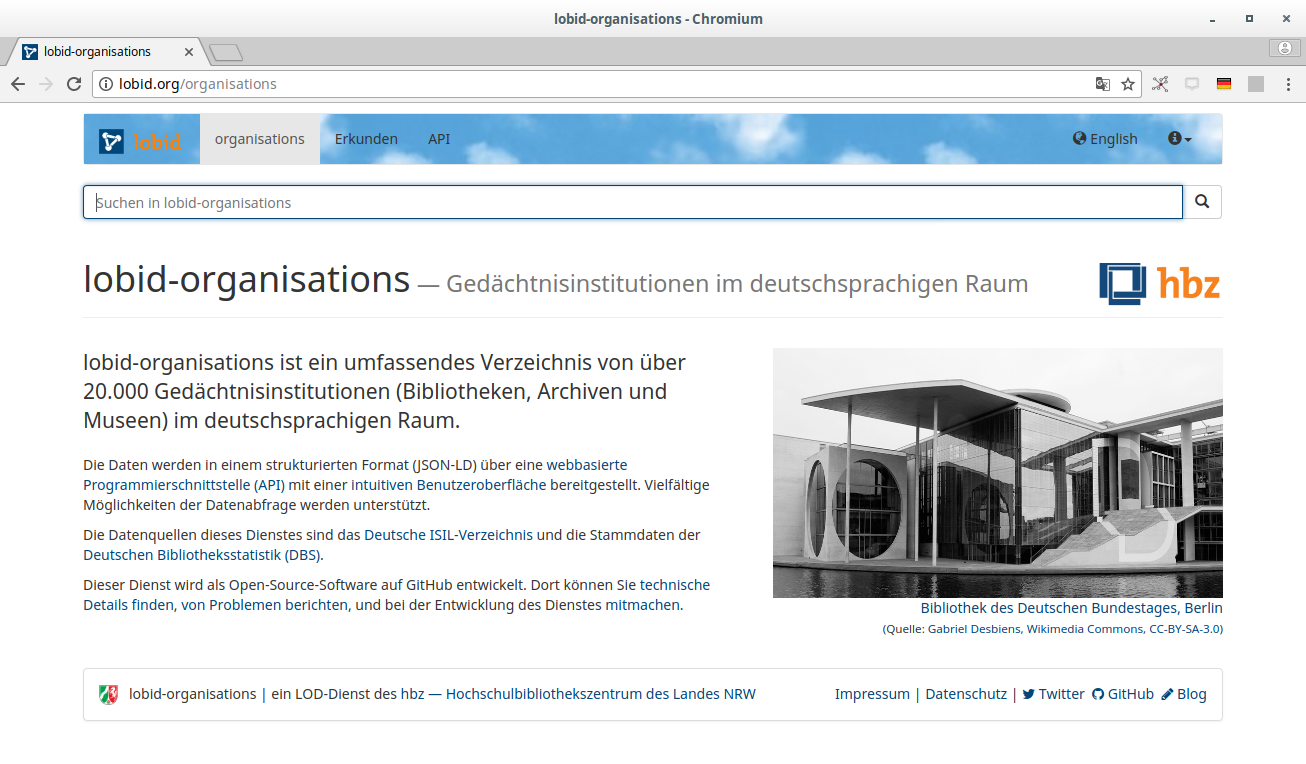 lobid-organisations - Chromium
lobid-organisations
lobid.org/organisations
lobid organisations Erkunden API English
Suchen in lobid-organisations
lobid-organisations — Gedächtnisinstitutionen im deutschsprachigen Raum hbz
lobid-organisations ist ein umfassendes Verzeichnis von über
20.000 Gedächtnisinstitutionen (Bibliotheken, Archiven und
Museen) im deutschsprachigen Raum.
Die Daten werden in einem strukturierten Format (JSON-LD) über eine webbasierte
Programmierschnittstelle (API) mit einer intuitiven Benutzeroberfläche bereitgestellt. Vielfältige
Möglichkeiten der Datenabfrage werden unterstützt.
Die Datenquellen dieses Dienstes sind das Deutsche ISIL-Verzeichnis und die Stammdaten der
Deutschen Bibliotheksstatistik (DBS).
Dieser Dienst wird als Open-Source-Software auf GitHub entwickelt. Dort können Sie technische
Details finden, von Problemen berichten, und bei der Entwicklung des Dienstes mitmachen.
Bibliothek des Deutschen Bundestages, Berlin
(Quelle: Gabriel Desbiens, Wikimedia Commons, CC-BY-SA-3.0)
lobid-organisations | ein LOD-Dienst des hbz — Hochschulbibliothekszentrum des Landes NRW
Impressum | Datenschutz | Twitter GitHub Blog